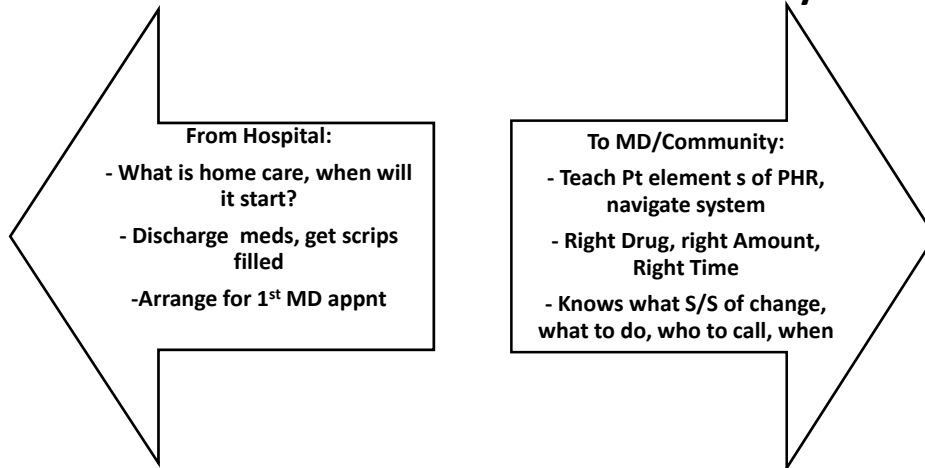 From Hospital:
- What is home care, when will
it start?
- Discharge meds, get scrips
filled
-Arrange for 1st MD appnt
To MD/Community:
- Teach Pt element s of PHR,
navigate system
- Right Drug, right Amount,
Right Time
- Knows what S/S of change,
what to do, who to call, when